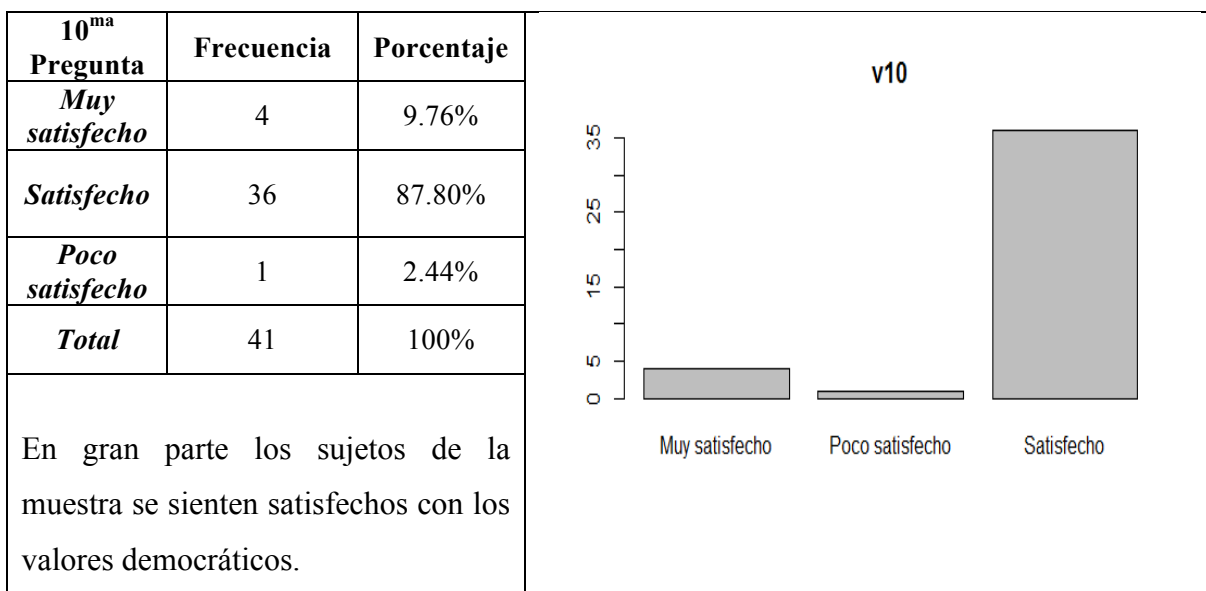 10ma Pregunta Frecuencia Porcentaje
Muy satisfecho 4 9.76%
Satisfecho 36 87.80%
Poco satisfecho 1 2.44%
Total 41 100%
En gran parte los sujetos de la
muestra se sienten satisfechos con los
valores democráticos.
v10
35
25
15
5
0
Muy satisfecho Poco satisfecho Satisfecho